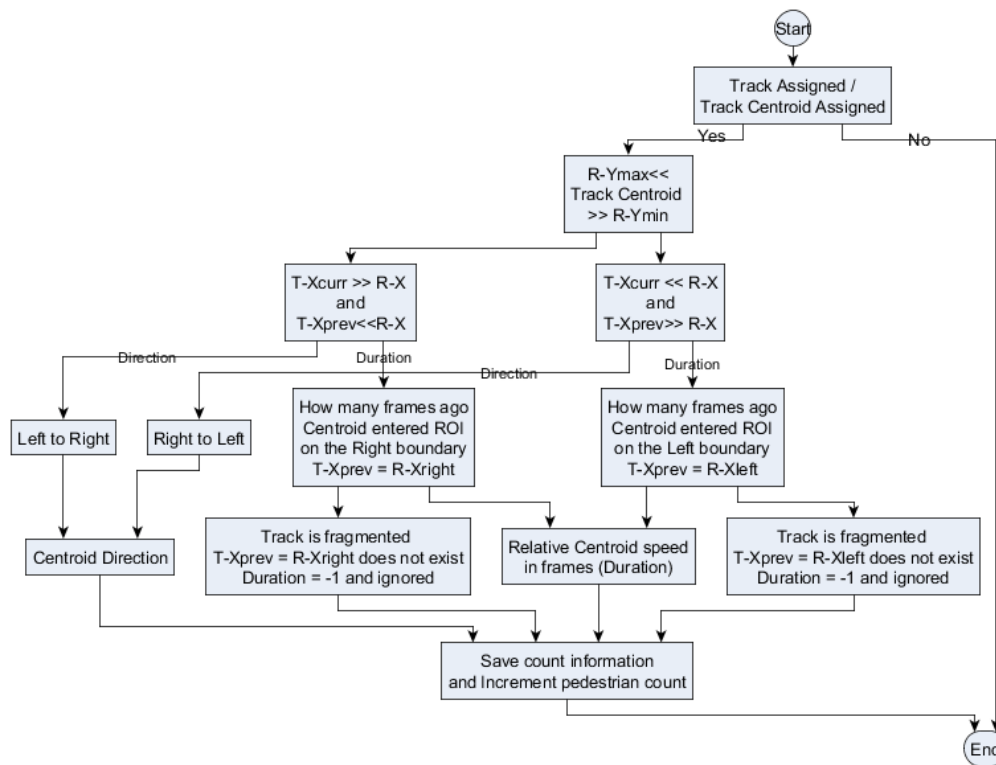 Start
Track Assigned /
Track Centroid Assigned
Yes
No
R-Ymax<<
Track Centroid
>> R-Ymin
T-Xcurr >> R-X
and
T-Xprev<<R-X
T-Xcurr << R-X
and
T-Xprev>> R-X
Direction
Duration
Direction
Duration
Left to Right
Right to Left
How many frames ago
Centroid entered ROI
on the Right boundary
T-Xprev = R-Xright
How many frames ago
Centroid entered ROI
on the Left boundary
T-Xprev = R-Xleft
Centroid Direction
Track is fragmented
T-Xprev = R-Xright does not exist
Duration = -1 and ignored
Relative Centroid speed
in frames (Duration)
Track is fragmented
T-Xprev = R-Xleft does not exist
Duration = -1 and ignored
Save count information
and Increment pedestrian count
End